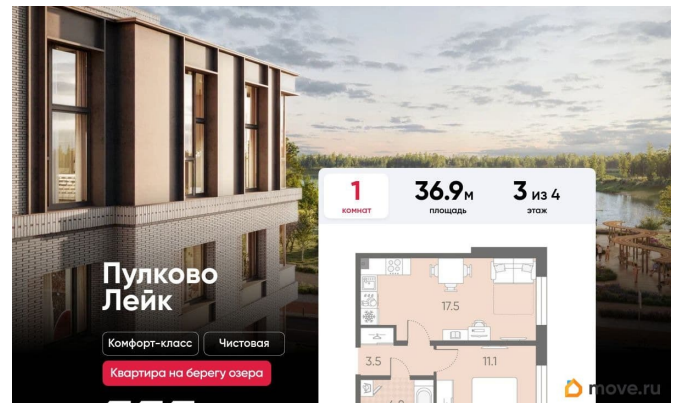 1
комнат
36.9м
площадь
3 из 4
этаж
Пулково
Лейк
Комфорт-класс
Чистовая
Квартира на берегу озера
17.5
3.5
11.1
move.ru